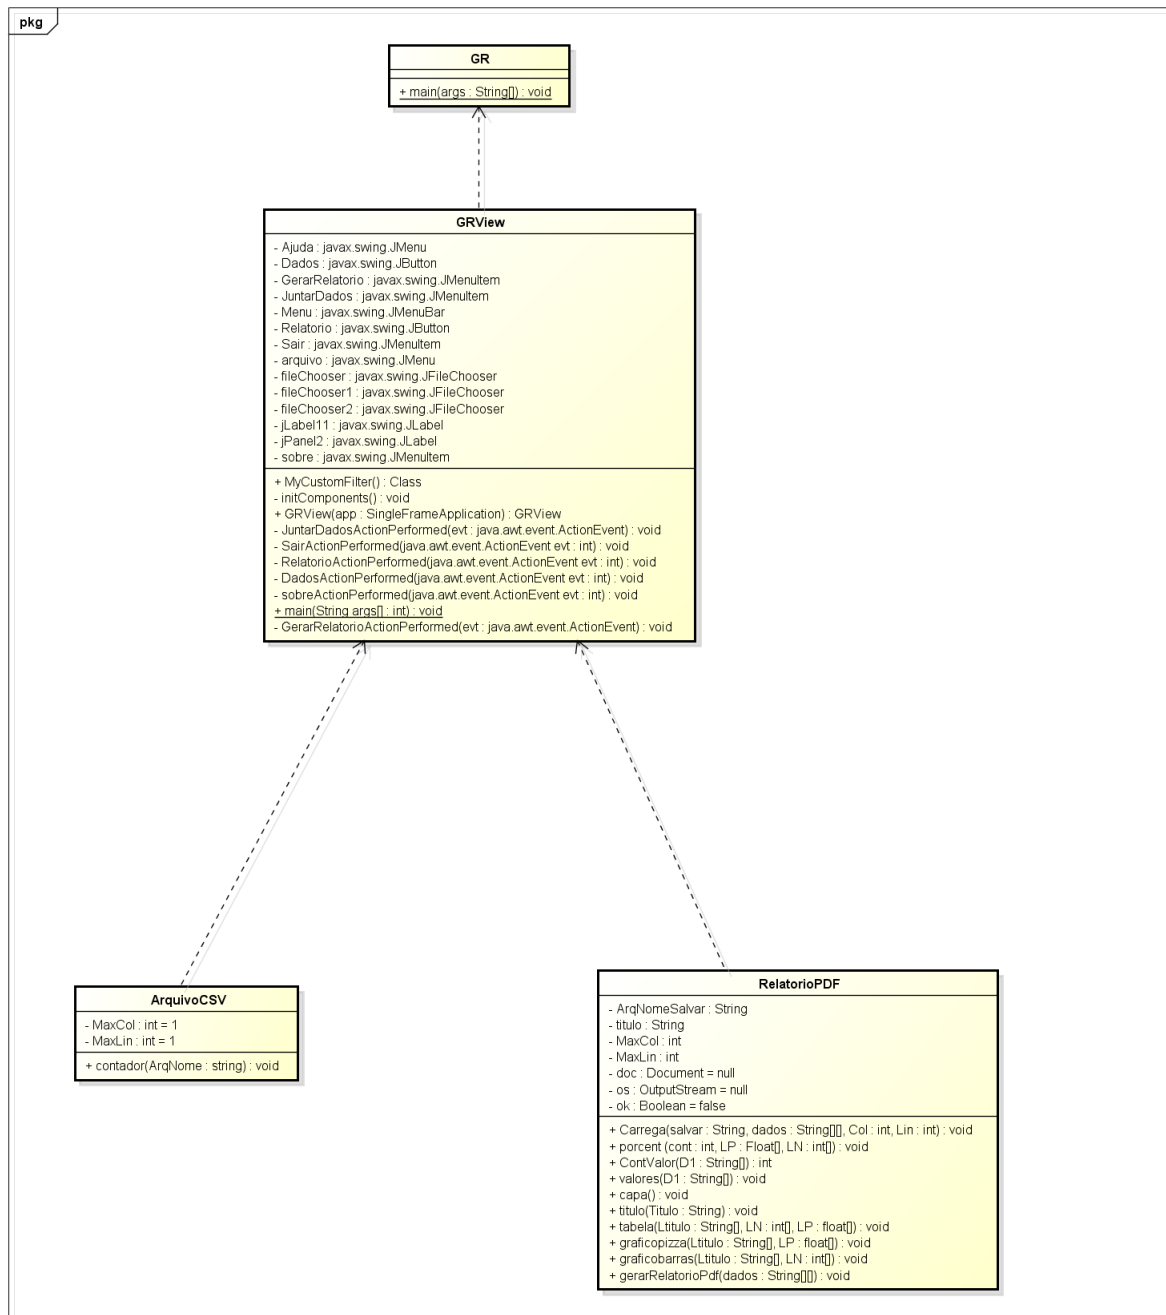 pkg
GR
+ main(args : String[]) : void
GRView
- Ajuda : javax.swing.JMenu
- Dados : javax.swing.JButton
- GerarRelatorio : javax.swing.JMenuItem
- JuntarDados : javax.swing.JMenuItem
- Menu : javax.swing.JMenuBar
- Relatorio : javax.swing.JButton
- Sair : javax.swing.JMenuItem
- arquivo : javax.swing.JMenu
- fileChooser : javax.swing.JFileChooser
- fileChooser1 : javax.swing.JFileChooser
- fileChooser2 : javax.swing.JFileChooser
- jLabel11 : javax.swing.JLabel
- jPanel2 : javax.swing.JLabel
- sobre : javax.swing.JMenuItem
+ MyCustomFilter() : Class
- initComponents() : void
+ GRView(app : SingleFrameApplication) : GRView
- JuntarDadosActionPerformed(evt : java.awt.event.ActionEvent) : void
- SairActionPerformed(java.awt.event.ActionEvent evt : int) : void
- RelatorioActionPerformed(java.awt.event.ActionEvent evt : int) : void
- DadosActionPerformed(java.awt.event.ActionEvent evt : int) : void
- sobreActionPerformed(java.awt.event.ActionEvent evt : int) : void
+ main(String args[] : int) : void
- GerarRelatorioActionPerformed(evt : java.awt.event.ActionEvent) : void
ArquivoCSV
- MaxCol : int = 1
- MaxLin : int = 1
+ contador(ArqNome : string) : void
RelatorioPDF
- ArqNomeSalvar : String
- titulo : String
- MaxCol : int
- MaxLin : int
- doc : Document = null
- os : OutputStream = null
- ok : Boolean = false
+ Carrega(salvar : String, dados : String[][], Col : int, Lin : int) : void
+ porcent (cont : int, LP : Float[], LN : int[]) : void
+ ContValor(D1 : String[]) : int
+ valores(D1 : String[]) : void
+ capa() : void
+ titulo(Titulo : String) : void
+ tabela(Ltitulo : String[], LN : int[], LP : float[]) : void
+ graficopizza(Ltitulo : String[], LP : float[]) : void
+ graficobarras(Ltitulo : String[], LN : int[]) : void
+ gerarRelatorioPdf(dados : String[][]) : void